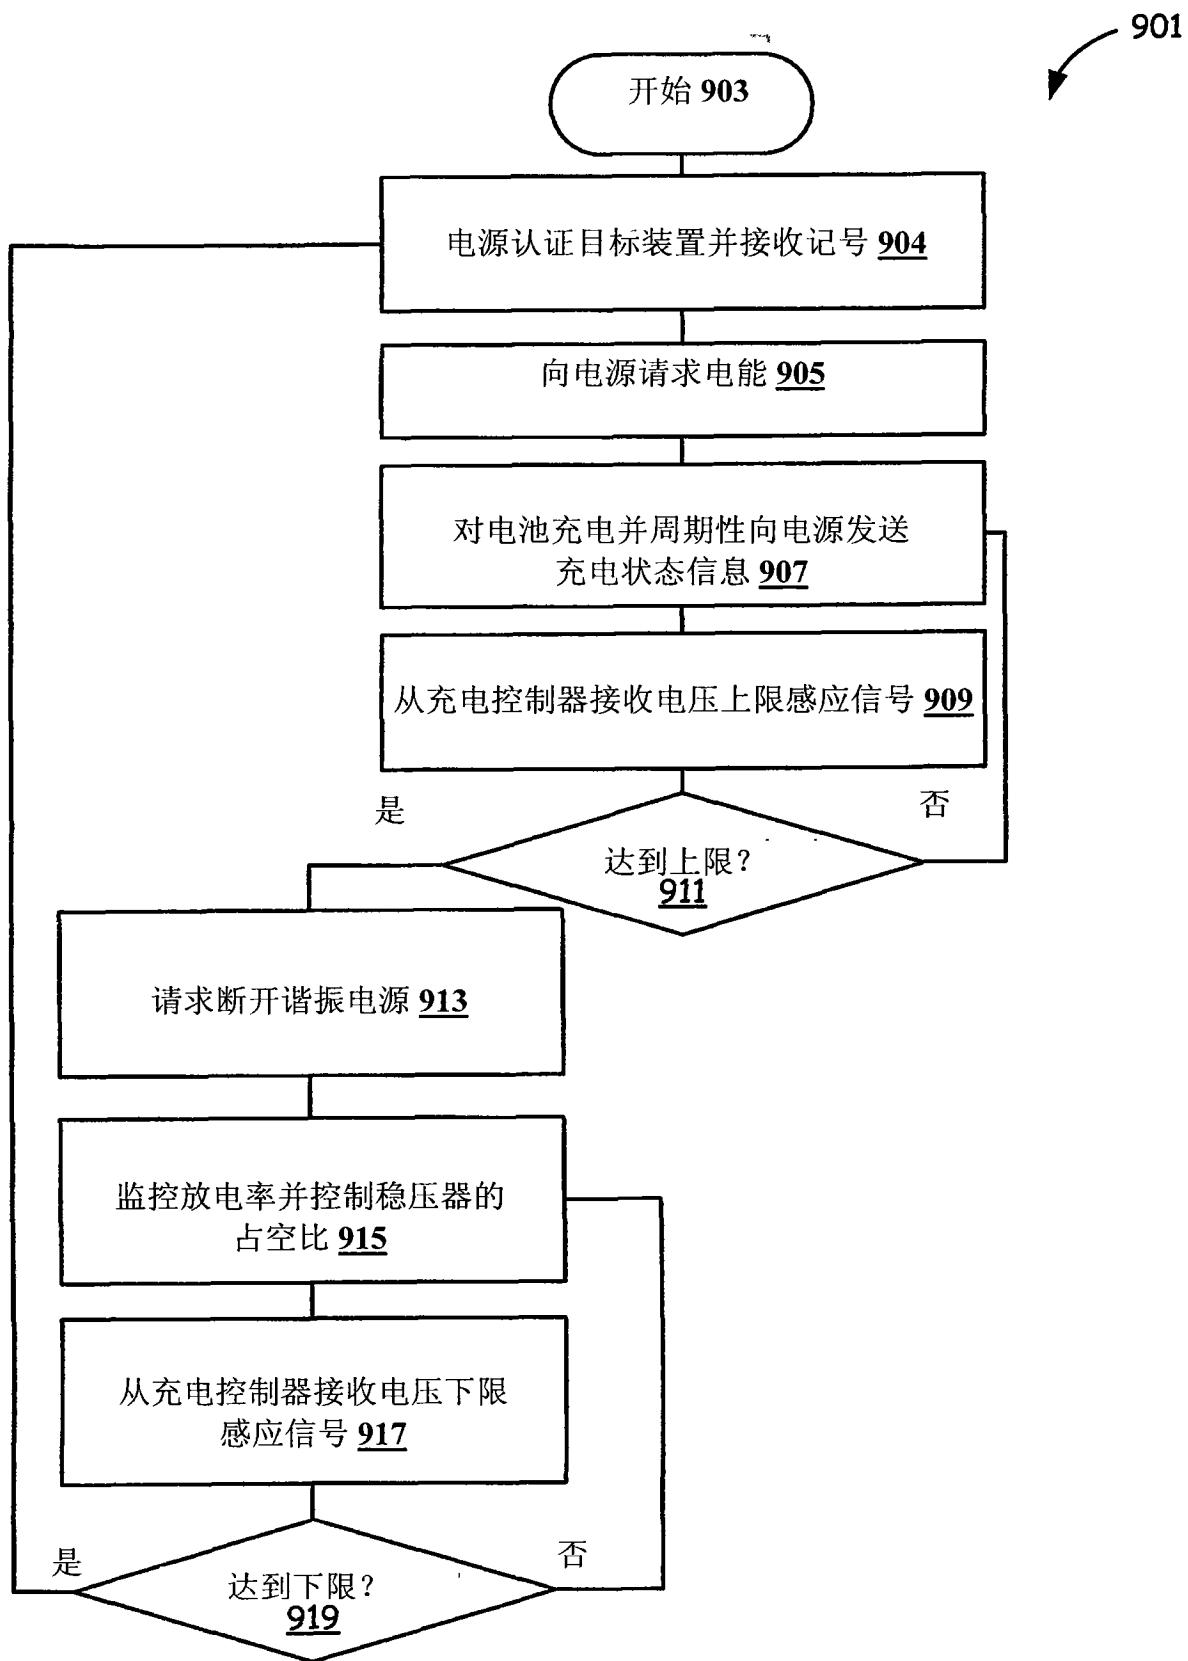 901
开始 903
电源认证目标装置并接收记号 904
向电源请求电能 905
对电池充电并周期性向电源发送
充电状态信息 907
从充电控制器接收电压上限感应信号 909
是
否
达到上限?
911
请求断开谐振电源 913
监控放电率并控制稳压器的
占空比 915
从充电控制器接收电压下限
感应信号 917
是
否
达到下限?
919